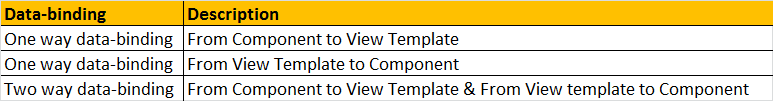 Data-binding Description
One way data-binding From Component to View Template
One way data-binding From View Template to Component
Two way data-binding From Component to View Template & From View template to Component